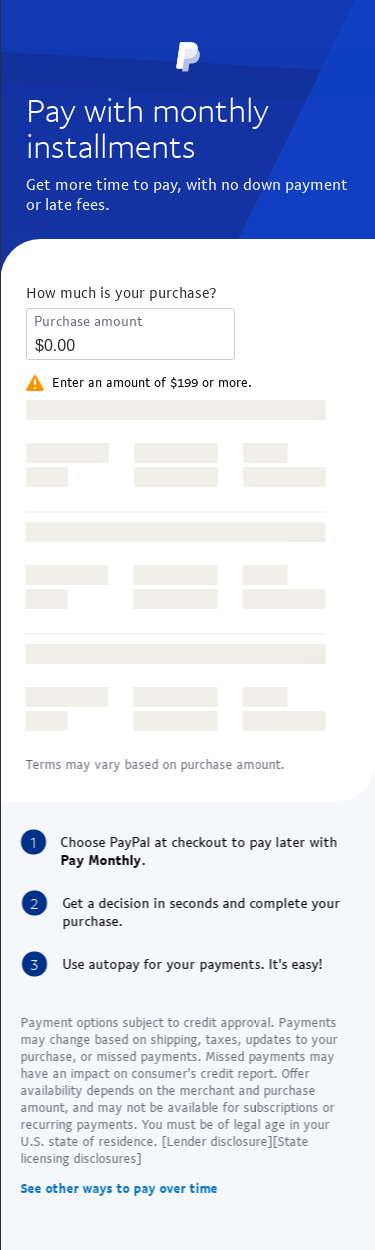 Pay with monthly
installments
Get more time to pay, with no down payment
or late fees.
How much is your purchase?
Purchase amount
$0.00
Enter an amount of $199 or more.
Terms may vary based on purchase amount.
1 Choose PayPal at checkout to pay later with
Pay Monthly.
2 Get a decision in seconds and complete your
purchase.
3 Use autopay for your payments. It's easy!
Payment options subject to credit approval. Payments
may change based on shipping, taxes, updates to your
purchase, or missed payments. Missed payments may
have an impact on consumer's credit report. Offer
availability depends on the merchant and purchase
amount, and may not be available for subscriptions or
recurring payments. You must be of legal age in your
U.S. state of residence. [Lender disclosure][State
licensing disclosures]
See other ways to pay over time